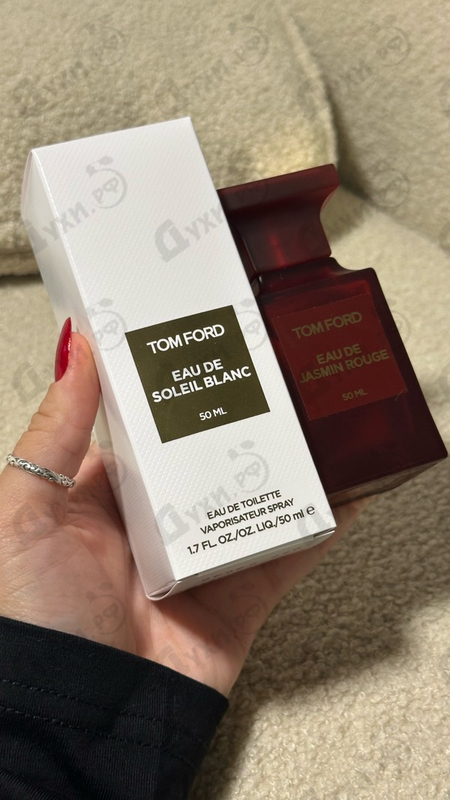 TOM FORD
EAU DE
SOLEIL BLANC
50 ML
EAU DE TOILETTE
VAPORISATEUR SPRAY
1.7 FL. OZ./OZ. LIQ./50 ml e
TOM FORD
EAU DE
JASMIN ROUGE
50 ML
Духи.рф